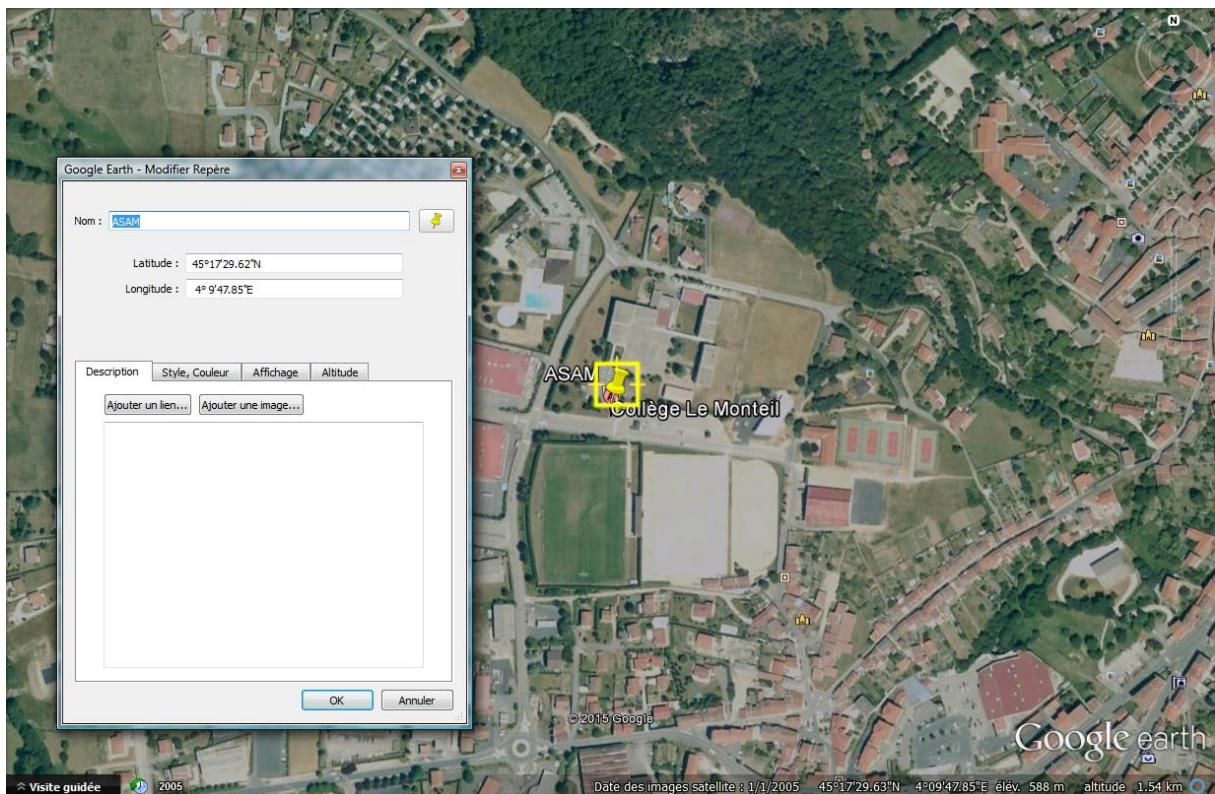 Google Earth - Modifier Repère
Nom : ASAM
Latitude : 45°17'29.62"N
Longitude : 4° 9'47.85"E
Description Style, Couleur Affichage Altitude
Ajouter un lien... Ajouter une image...
OK Annuler
N
ASAM
Collège Le Monteil
© 2015 Google
Google earth
Visite guidée 2005 Date des images satellite : 1/1/2005 45°17'29.63"N 4°09'47.85"E élév. 588 m altitude 1.54 km